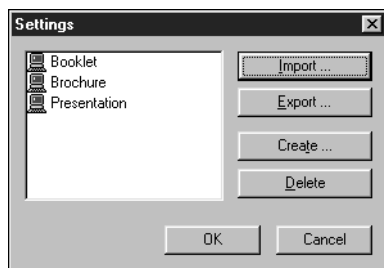 Settings
Booklet
Brochure
Presentation
Import ...
Export ...
Create ...
Delete
OK
Cancel